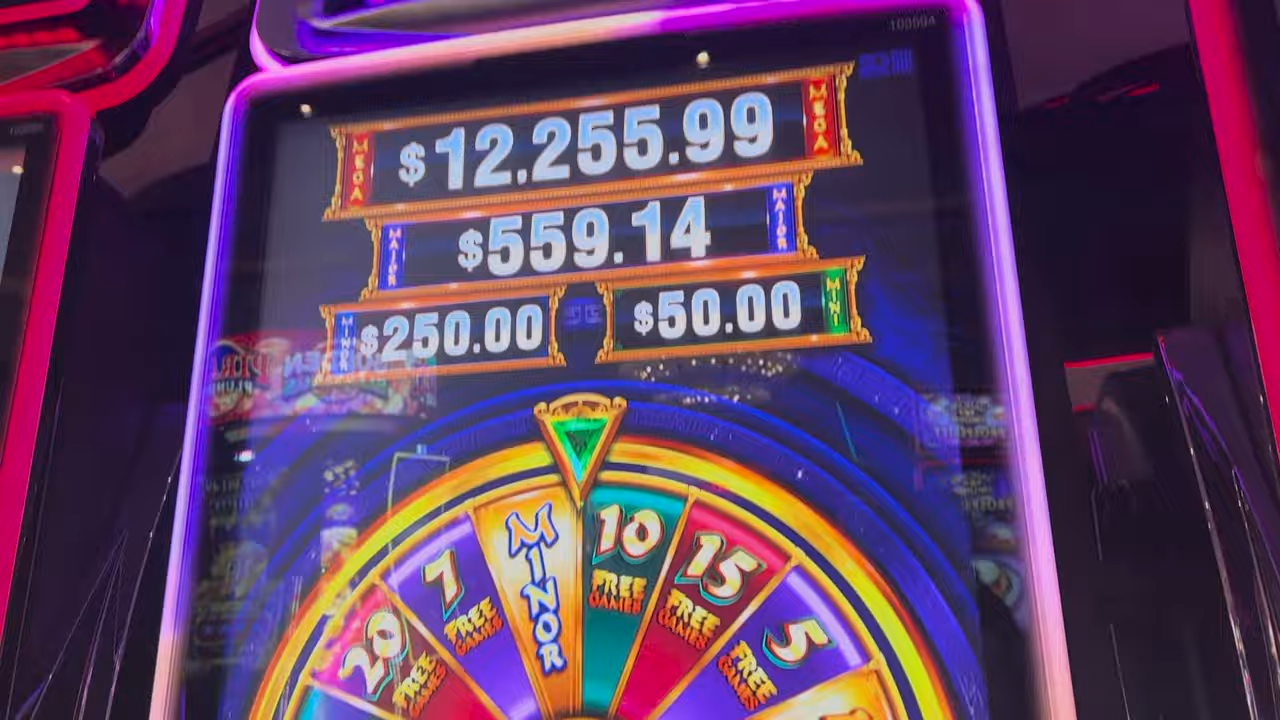 100504
MEGA $12,255.99 MEGA
MAJOR $559.14 MAJOR
MINOR $250.00
$50.00 MINI
20 FREE GAMES
7 FREE GAMES
MINOR
10 FREE GAMES
15 FREE GAMES
5 FREE GAMES